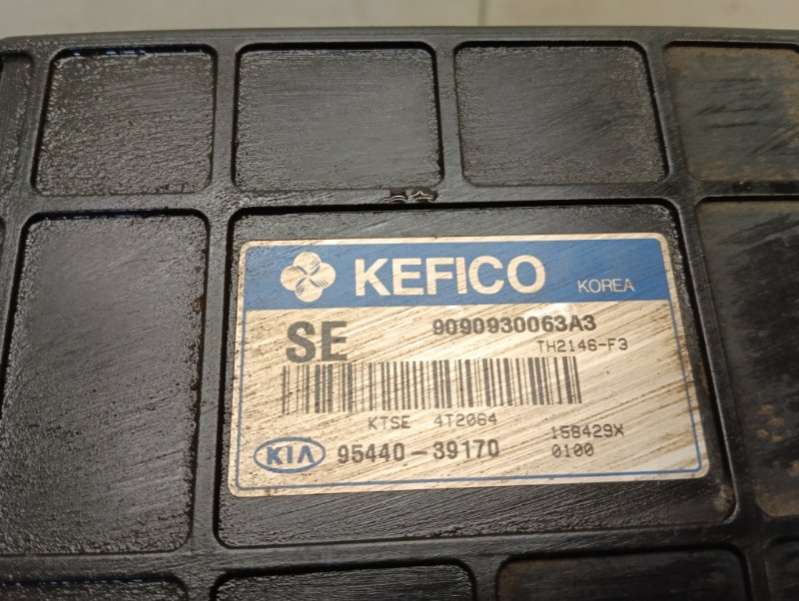 KEFICO KOREA
SE 9090930063A3
TH2146-F3
KTSE 4T2064
KIA 95440-39170
158429X
0100